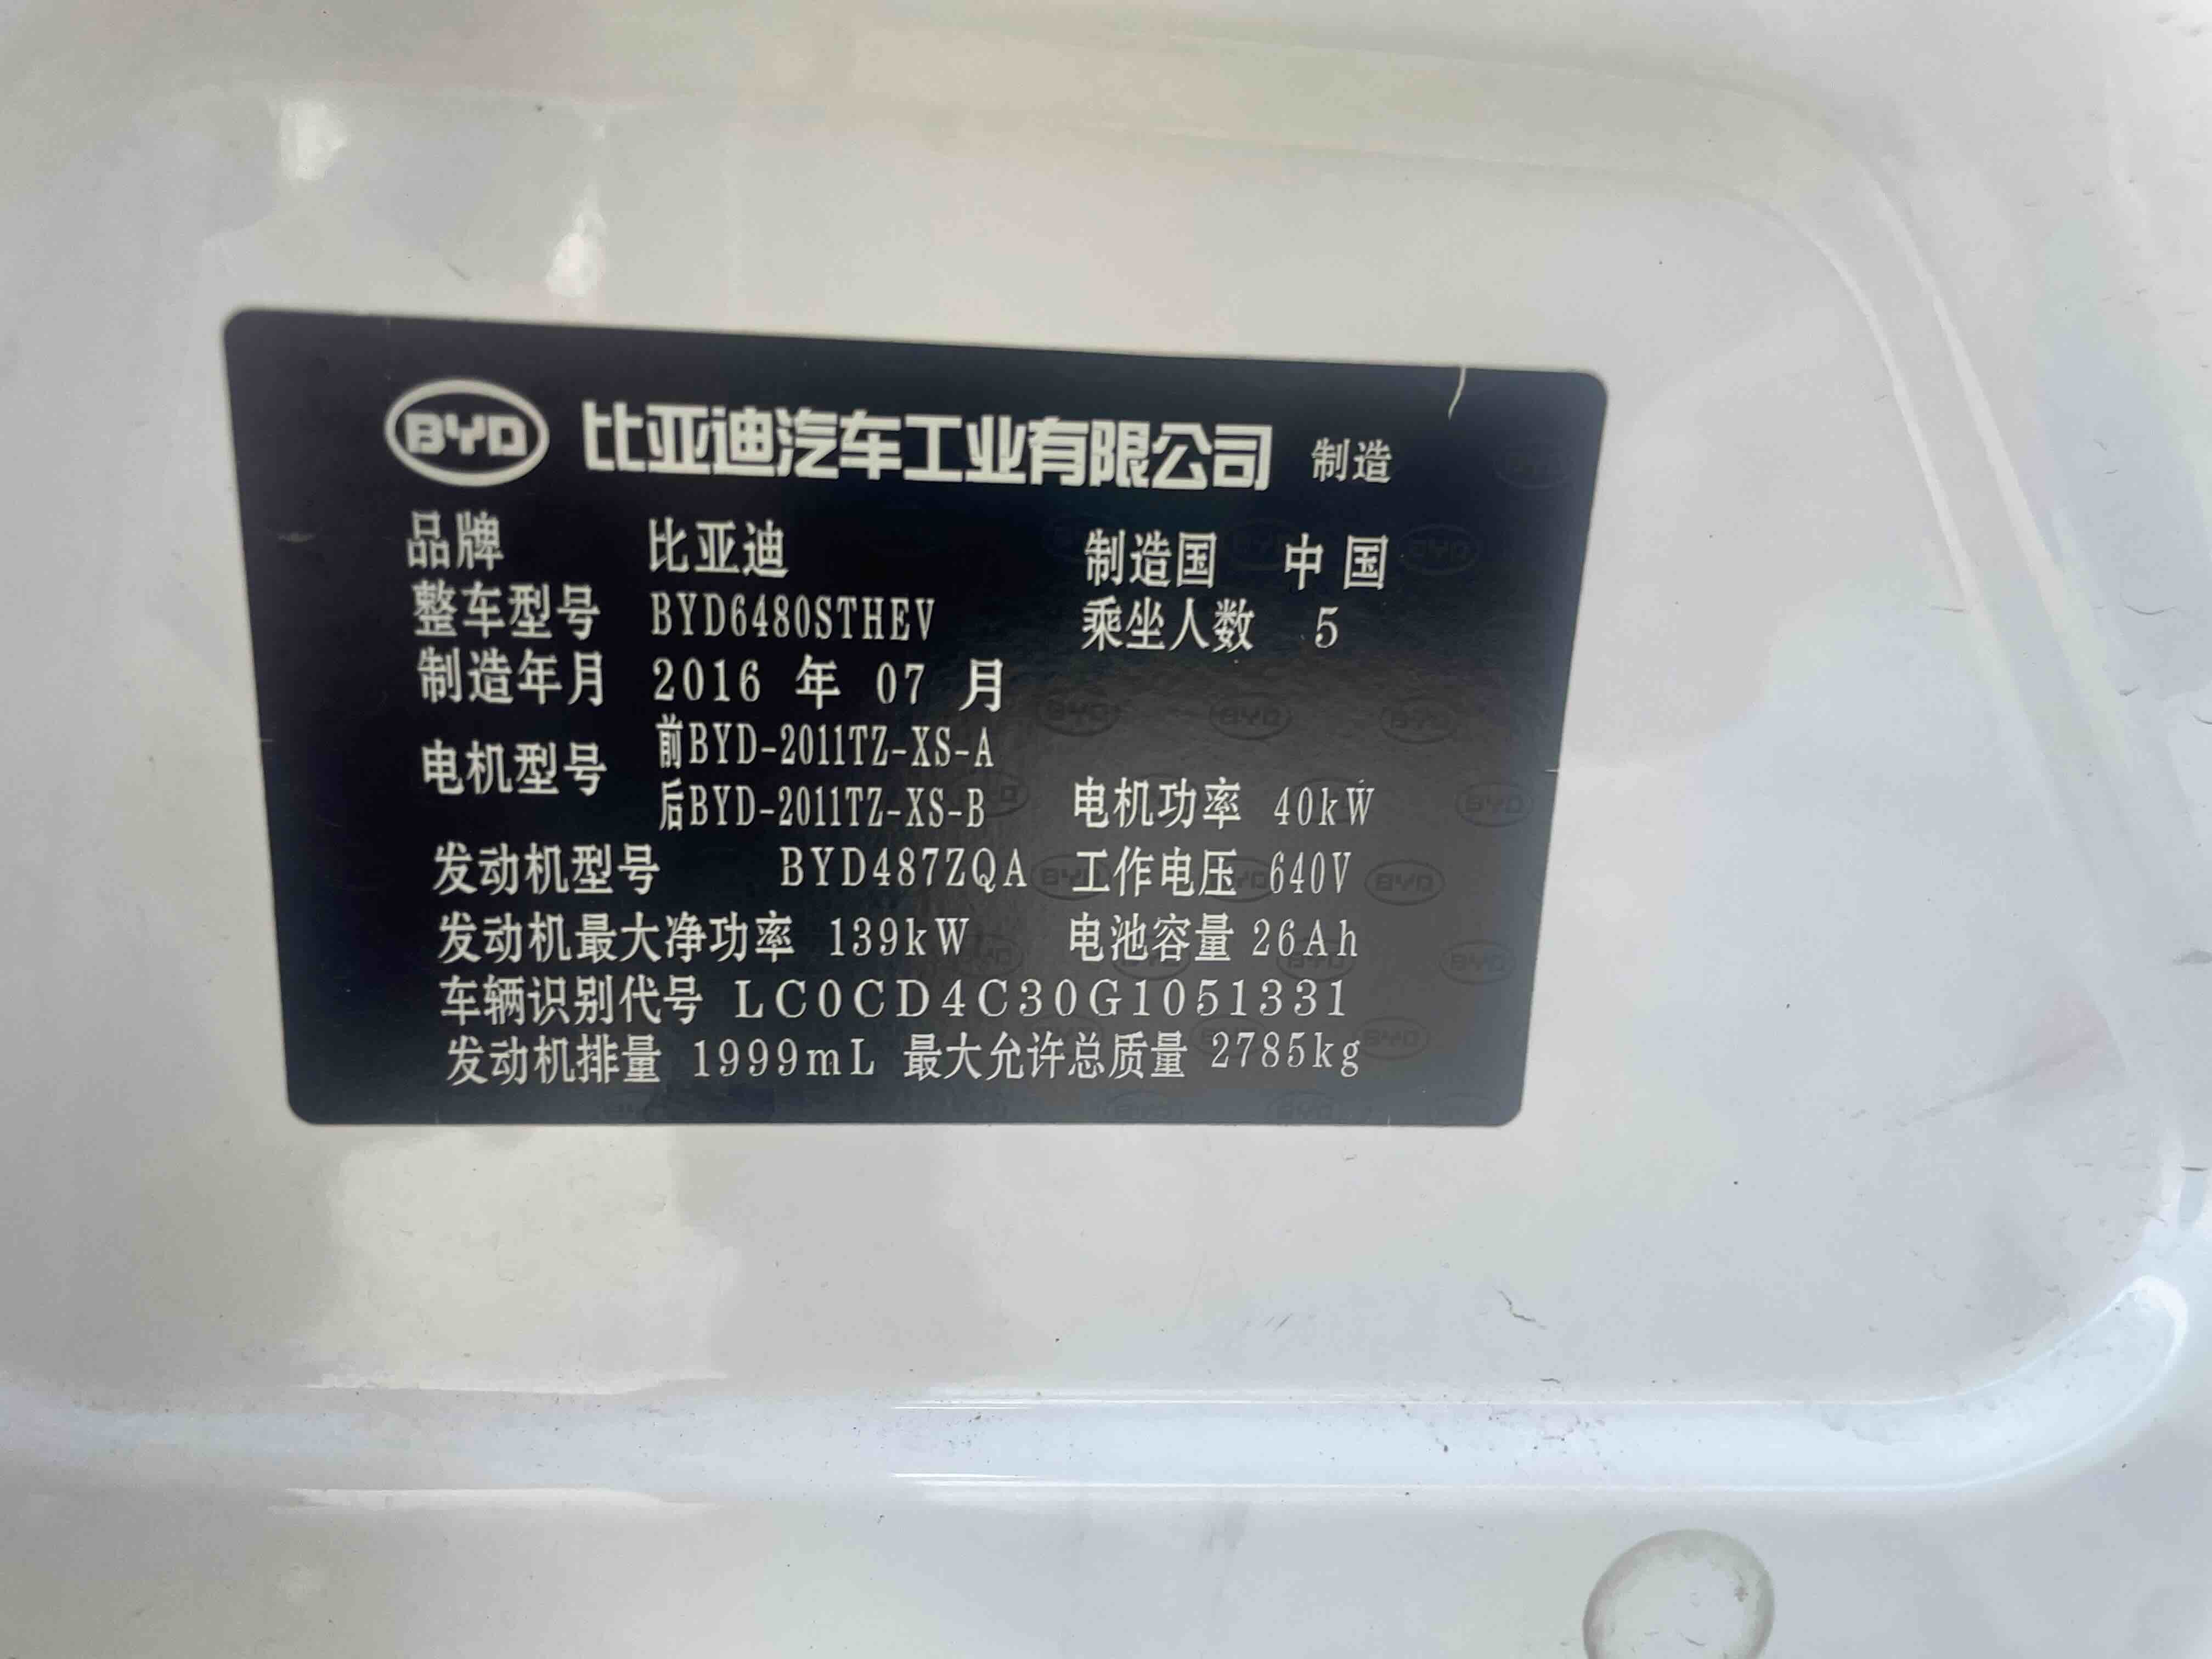 BYD 比亚迪汽车工业有限公司 制造
品牌 比亚迪 制造国 中国
整车型号 BYD6480STHEV 乘坐人数 5
制造年月 2016 年 07 月
电机型号 前BYD-2011TZ-XS-A
后BYD-2011TZ-XS-B 电机功率 40kW
发动机型号 BYD487ZQA 工作电压 640V
发动机最大净功率 139kW 电池容量 26Ah
车辆识别代号 LC0CD4C30G1051331
发动机排量 1999mL 最大允许总质量 2785kg